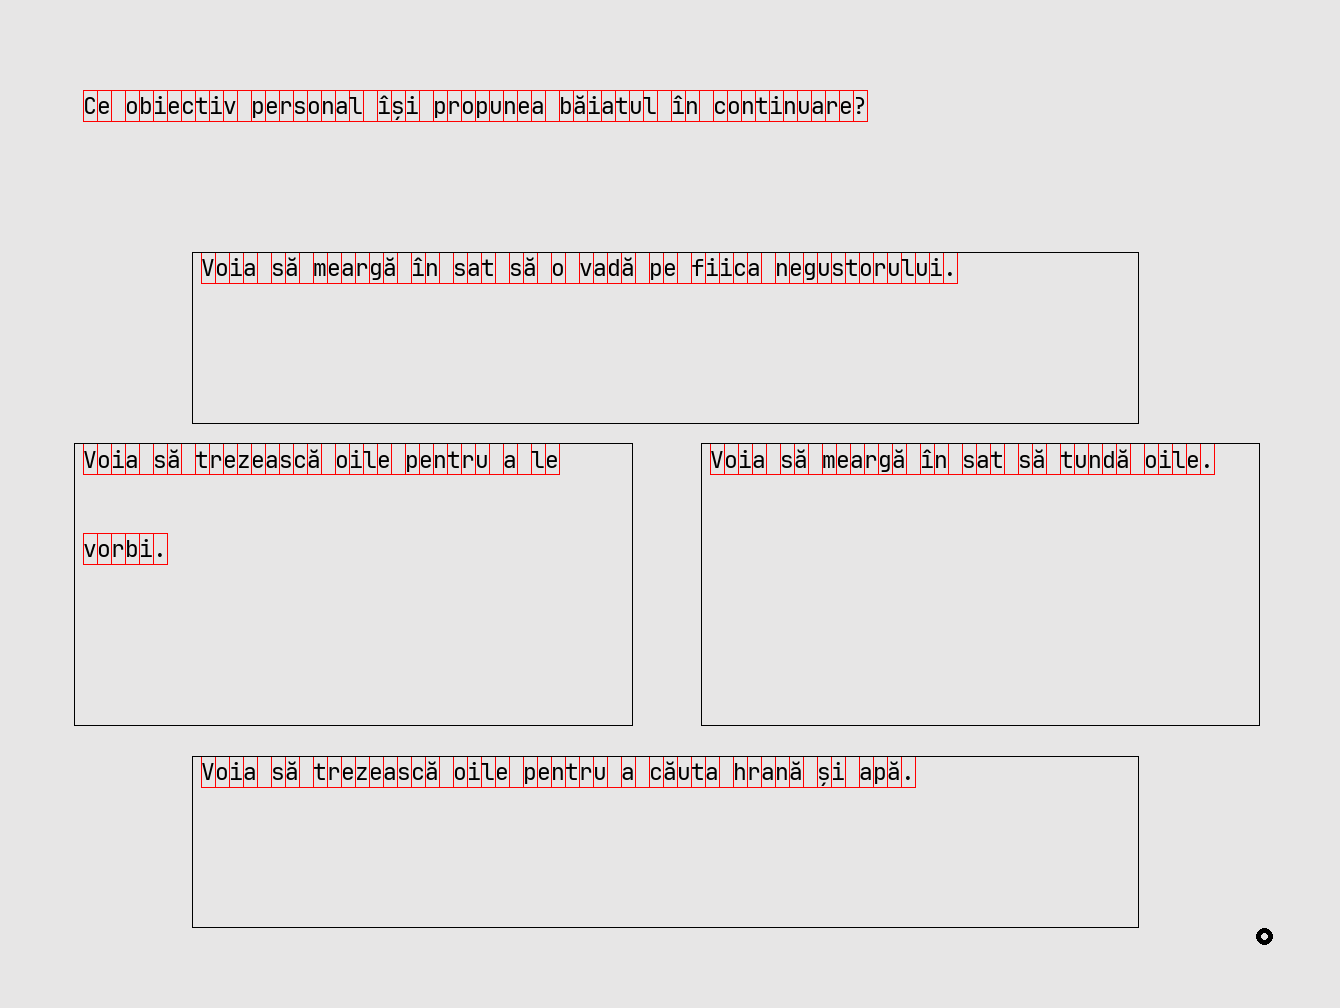 Ce obiectiv personal își propunea băiatul în continuare?
Voia să meargă în sat să o vadă pe fiica negustorului.
Voia să trezească oile pentru a le
vorbi.
Voia să meargă în sat să tundă oile.
Voia să trezească oile pentru a căuta hrană și apă.